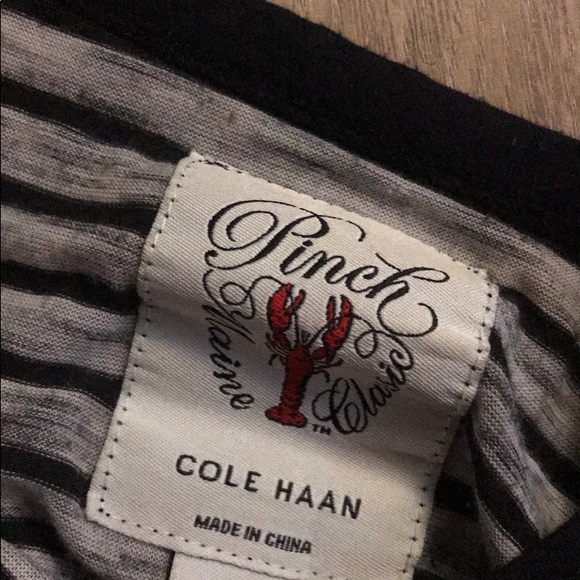 Pinch
Maine Classic
TM
COLE HAAN
MADE IN CHINA